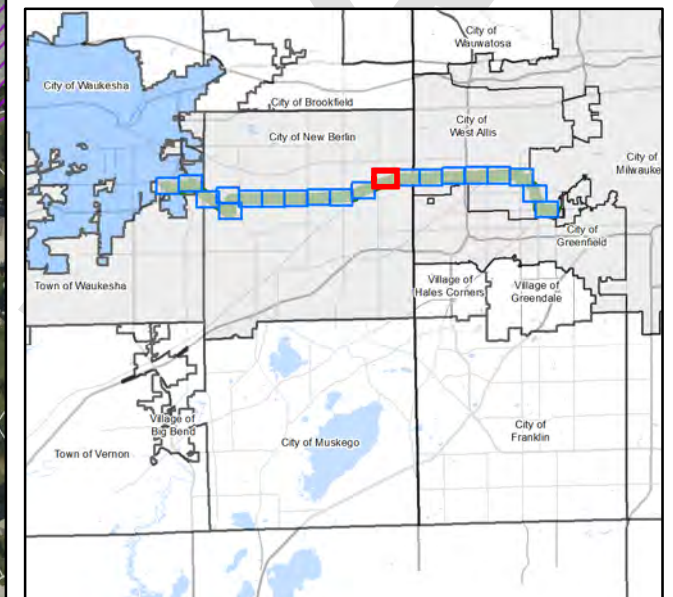 City of
Wauwatosa
City of Waukesha
City of Brookfield
City of New Berlin
City of
West Allis
City of
Milwauke
City of
Greenfield
Town of Waukesha
Village of
Hales Corners
Village of
Greendale
Village of
Big Bend
Town of Vernon
City of Muskego
City of
Franklin